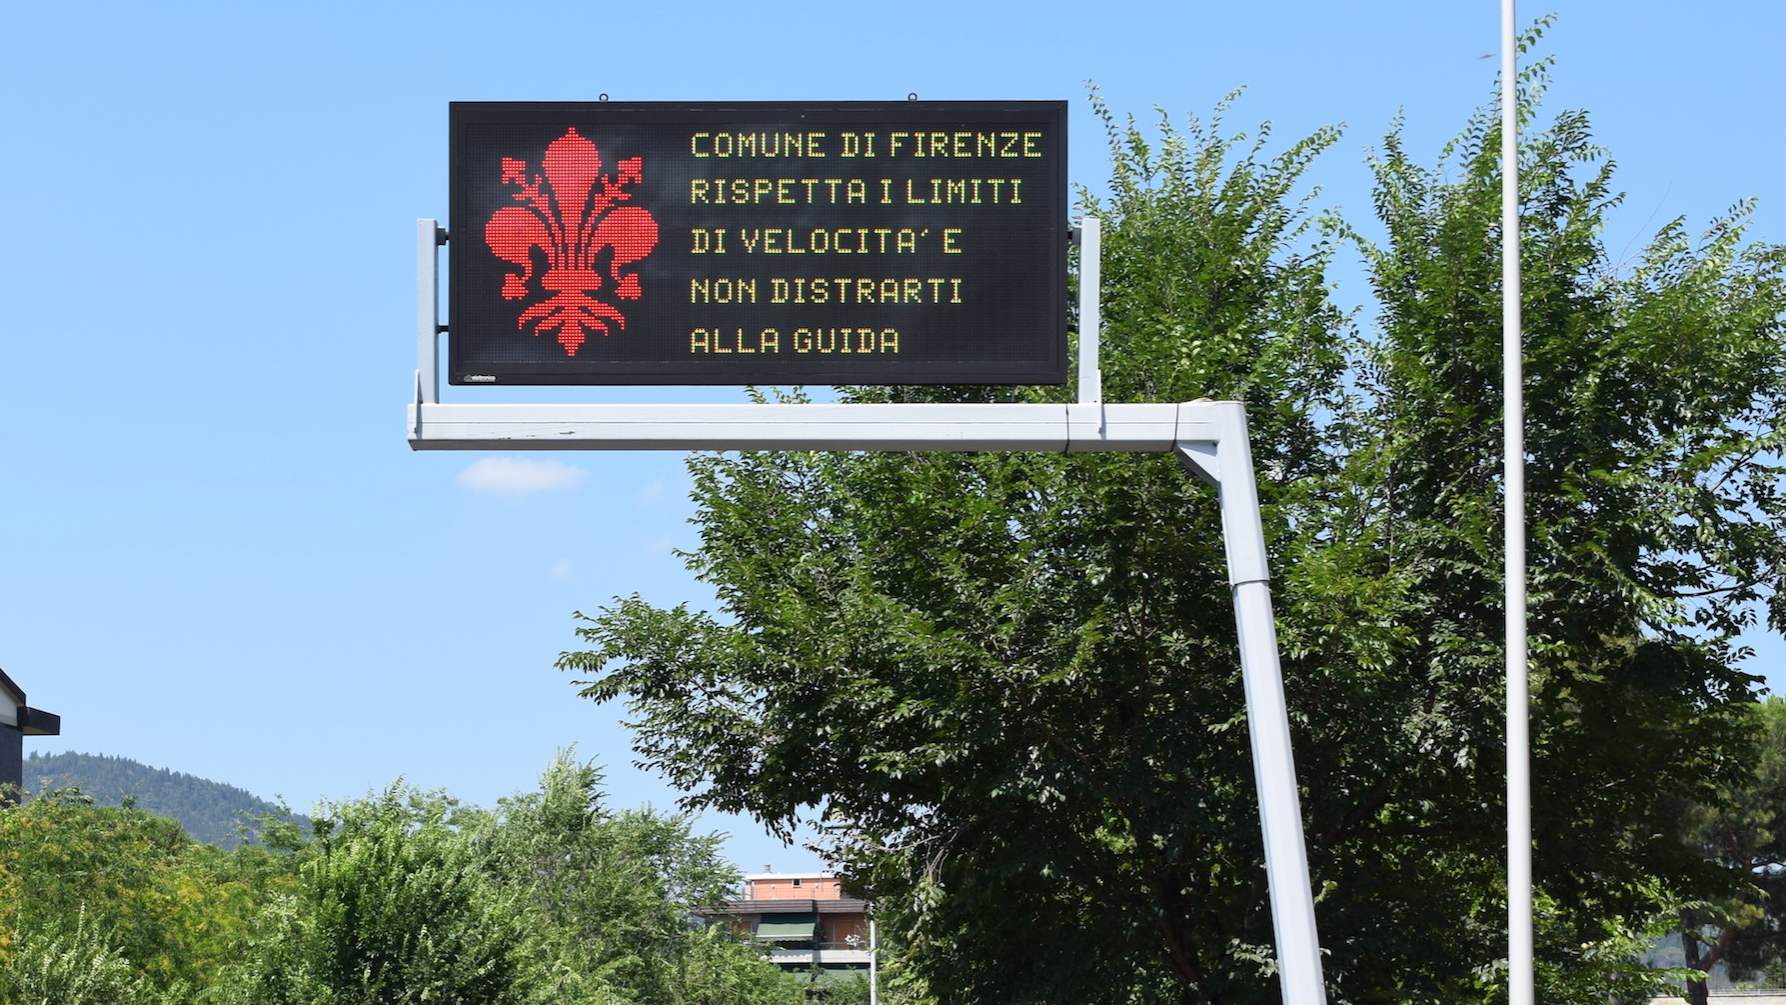 COMUNE DI FIRENZE
RISPETTA I LIMITI
DI VELOCITA' E
NON DISTRARTI
ALLA GUIDA